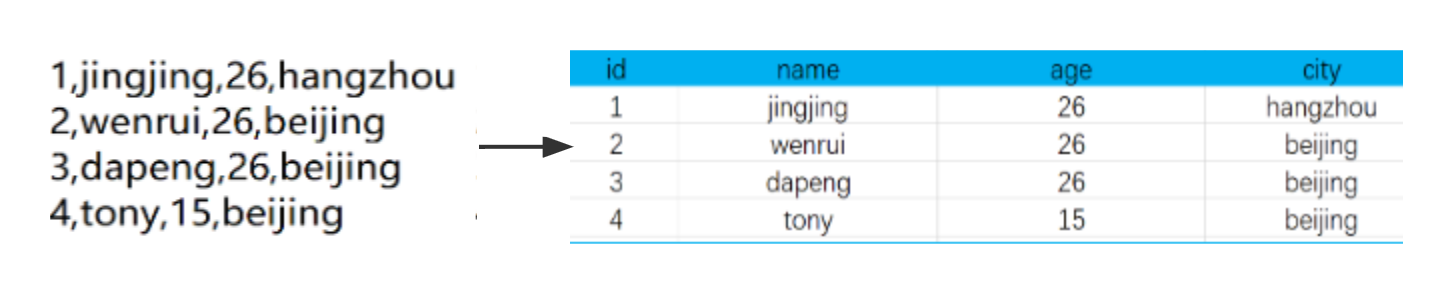 1,jingjing,26,hangzhou
2,wenrui,26,beijing
3,dapeng,26,beijing
4,tony,15,beijing
id name age city
1 jingjing 26 hangzhou
2 wenrui 26 beijing
3 dapeng 26 beijing
4 tony 15 beijing